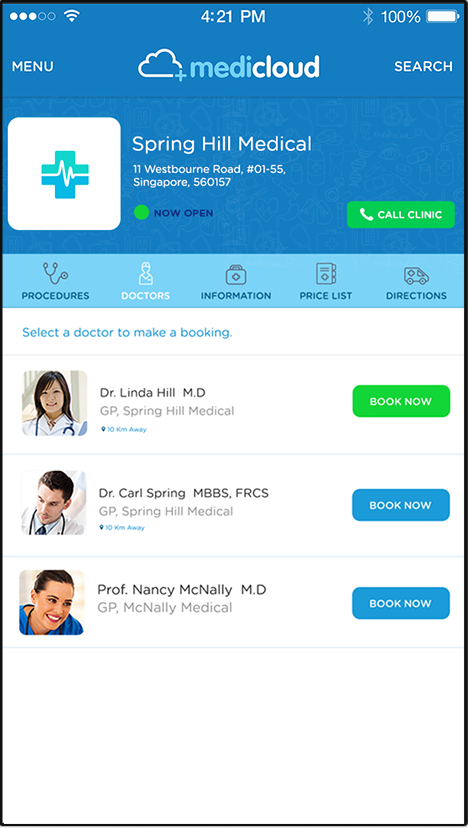 4:21 PM 100%
MENU medicloud SEARCH
Spring Hill Medical
11 Westbourne Road, #01-55,
Singapore, 560157
NOW OPEN
CALL CLINIC
PROCEDURES DOCTORS INFORMATION PRICE LIST DIRECTIONS
Select a doctor to make a booking.
Dr. Linda Hill M.D
GP, Spring Hill Medical
10 Km Away
BOOK NOW
Dr. Carl Spring MBBS, FRCS
GP, Spring Hill Medical
10 Km Away
BOOK NOW
Prof. Nancy McNally M.D
GP, McNally Medical
BOOK NOW